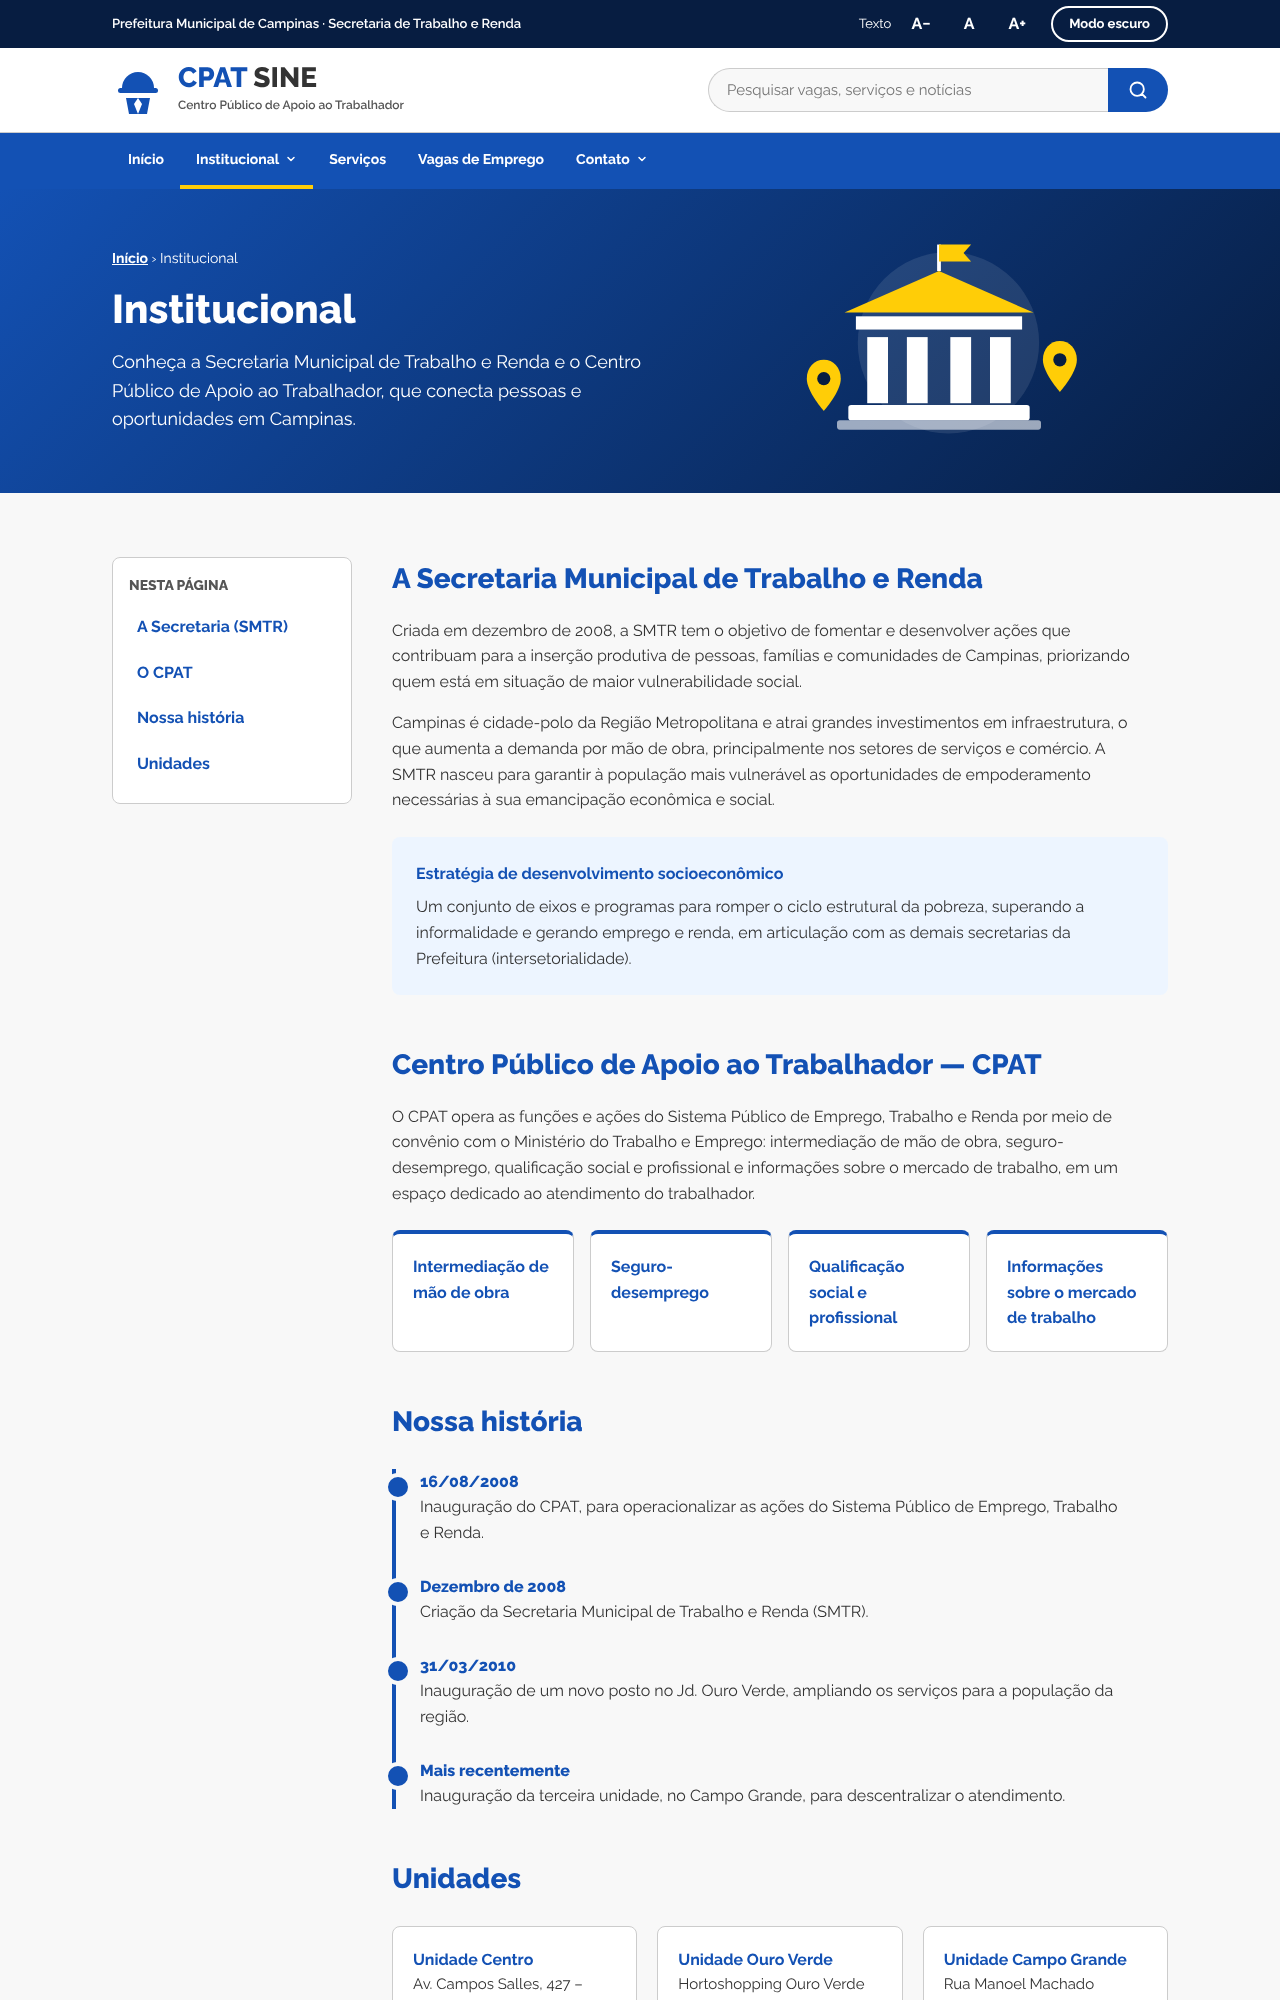 Prefeitura Municipal de Campinas · Secretaria de Trabalho e Renda
Texto A− A A+ Modo escuro
CPAT SINE
Centro Público de Apoio ao Trabalhador
Pesquisar vagas, serviços e notícias
Início Institucional Serviços Vagas de Emprego Contato
Início › Institucional
Institucional
Conheça a Secretaria Municipal de Trabalho e Renda e o Centro
Público de Apoio ao Trabalhador, que conecta pessoas e
oportunidades em Campinas.
NESTA PÁGINA
A Secretaria (SMTR)
O CPAT
Nossa história
Unidades
A Secretaria Municipal de Trabalho e Renda
Criada em dezembro de 2008, a SMTR tem o objetivo de fomentar e desenvolver ações que
contribuam para a inserção produtiva de pessoas, famílias e comunidades de Campinas, priorizando
quem está em situação de maior vulnerabilidade social.
Campinas é cidade-polo da Região Metropolitana e atrai grandes investimentos em infraestrutura, o
que aumenta a demanda por mão de obra, principalmente nos setores de serviços e comércio. A
SMTR nasceu para garantir à população mais vulnerável as oportunidades de empoderamento
necessárias à sua emancipação econômica e social.
Estratégia de desenvolvimento socioeconômico
Um conjunto de eixos e programas para romper o ciclo estrutural da pobreza, superando a
informalidade e gerando emprego e renda, em articulação com as demais secretarias da
Prefeitura (intersetorialidade).
Centro Público de Apoio ao Trabalhador — CPAT
O CPAT opera as funções e ações do Sistema Público de Emprego, Trabalho e Renda por meio de
convênio com o Ministério do Trabalho e Emprego: intermediação de mão de obra, seguro-
desemprego, qualificação social e profissional e informações sobre o mercado de trabalho, em um
espaço dedicado ao atendimento do trabalhador.
Intermediação de
mão de obra
Seguro-
desemprego
Qualificação
social e
profissional
Informações
sobre o mercado
de trabalho
Nossa história
16/08/2008
Inauguração do CPAT, para operacionalizar as ações do Sistema Público de Emprego, Trabalho
e Renda.
Dezembro de 2008
Criação da Secretaria Municipal de Trabalho e Renda (SMTR).
31/03/2010
Inauguração de um novo posto no Jd. Ouro Verde, ampliando os serviços para a população da
região.
Mais recentemente
Inauguração da terceira unidade, no Campo Grande, para descentralizar o atendimento.
Unidades
Unidade Centro
Av. Campos Salles, 427 –
Unidade Ouro Verde
Hortoshopping Ouro Verde
Unidade Campo Grande
Rua Manoel Machado